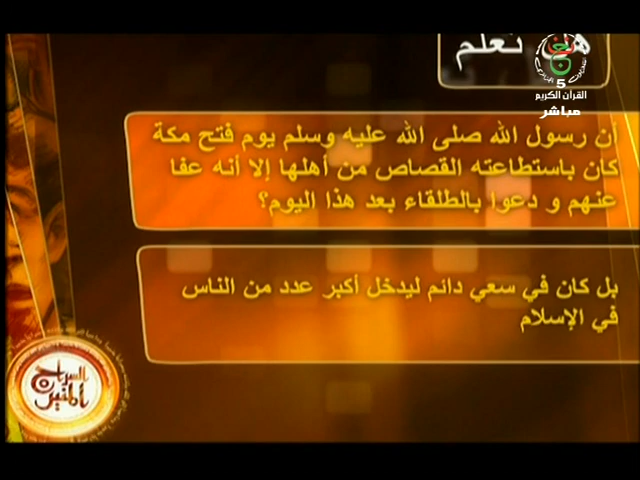 هل تعلم
5
القرآن الكريم
مباشر
أن رسول الله صلى الله عليه وسلم يوم فتح مكة
كان باستطاعته القصاص من أهلها إلا أنه عفا
عنهم و دعوا بالطلقاء بعد هذا اليوم؟
بل كان في سعي دائم ليدخل أكبر عدد من الناس
في الإسلام
السراج
المنير